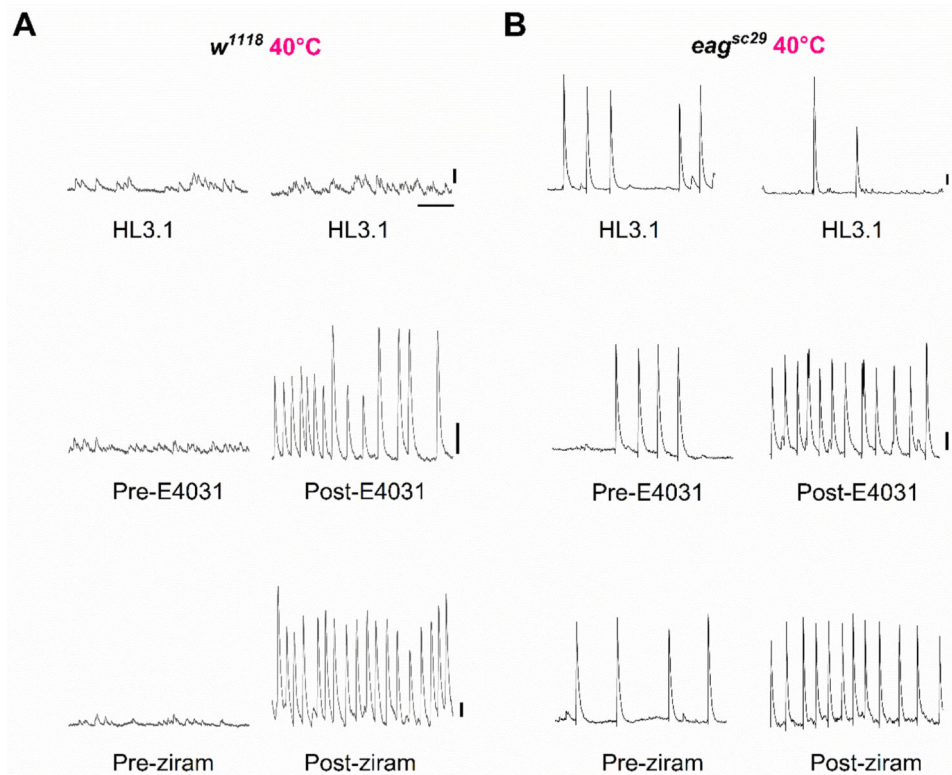 A
w1118 40°C
B
eagsc29 40°C
HL3.1
HL3.1
HL3.1
HL3.1
Pre-E4031
Post-E4031
Pre-E4031
Post-E4031
Pre-ziram
Post-ziram
Pre-ziram
Post-ziram